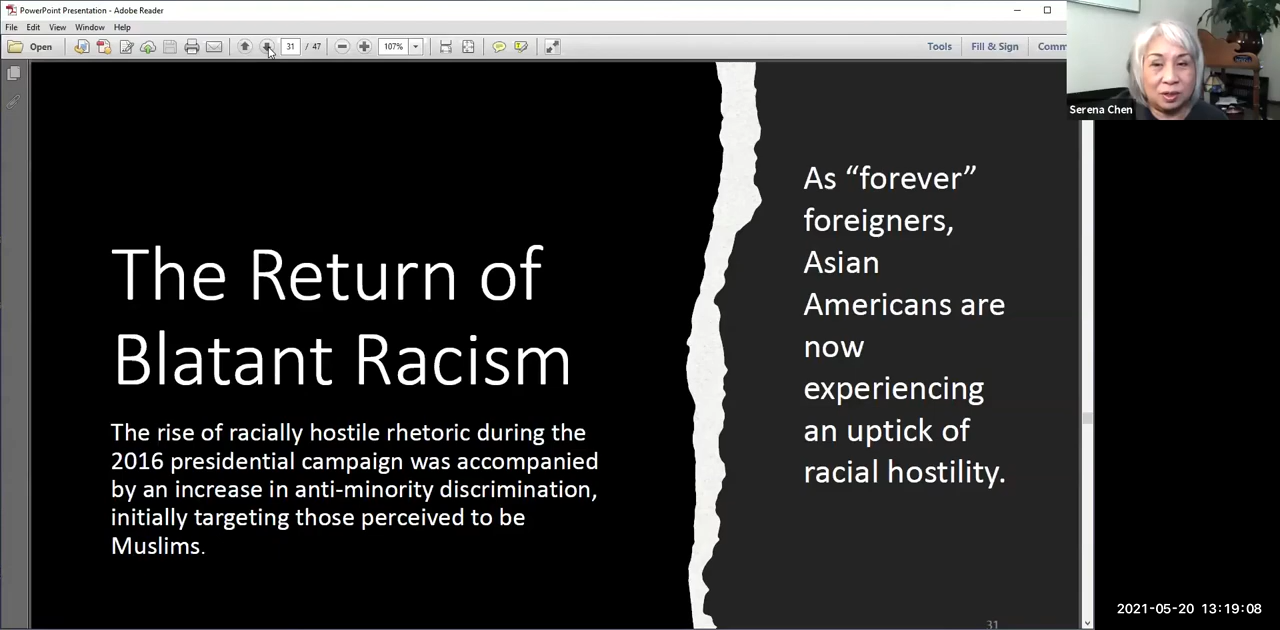 PowerPoint Presentation - Adobe Reader
File Edit View Window Help
Open 31 / 47 107% Tools Fill & Sign Comm
Serena Chen
The Return of
Blatant Racism
The rise of racially hostile rhetoric during the
2016 presidential campaign was accompanied
by an increase in anti-minority discrimination,
initially targeting those perceived to be
Muslims.
As “forever”
foreigners,
Asian
Americans are
now
experiencing
an uptick of
racial hostility.
31
2021-05-20 13:19:08